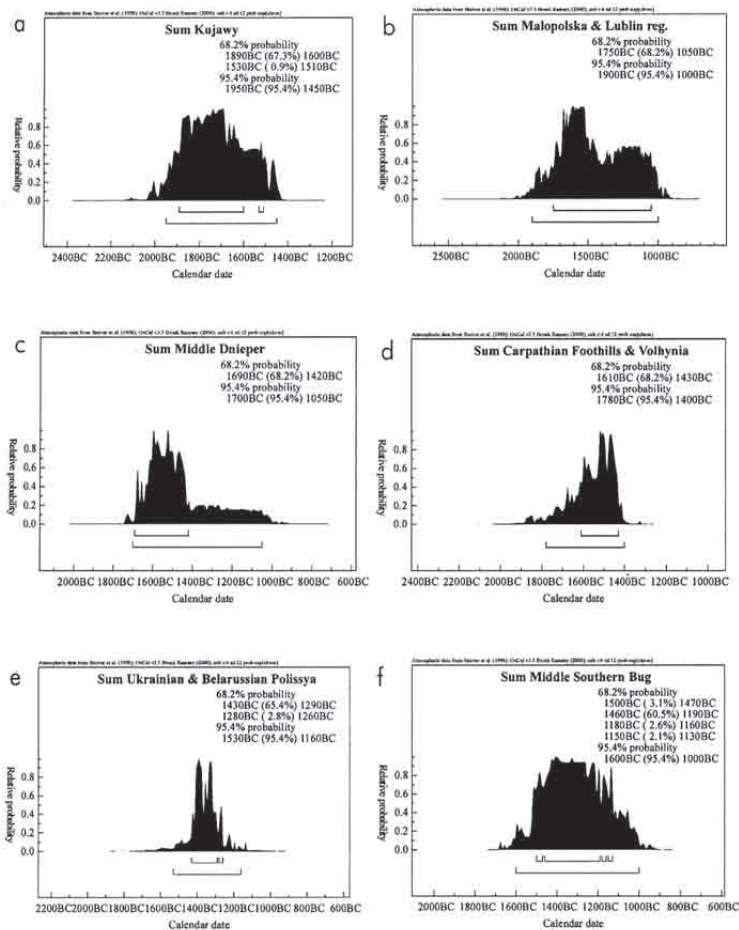 a
Sum Kujawy
68.2% probability
1890BC (67.3%) 1600BC
1530BC ( 0.9%) 1510BC
95.4% probability
1950BC (95.4%) 1450BC
Relative probability
0.8
0.6
0.4
0.2
0.0
2400BC 2200BC 2000BC 1800BC 1600BC 1400BC 1200BC
Calendar date
b
Sum Malopolska & Lublin reg.
68.2% probability
1750BC (68.2%) 1050BC
95.4% probability
1900BC (95.4%) 1000BC
Relative probability
0.8
0.6
0.4
0.2
0.0
2500BC 2000BC 1500BC 1000BC
Calendar date
c
Sum Middle Dnieper
68.2% probability
1690BC (68.2%) 1420BC
95.4% probability
1700BC (95.4%) 1050BC
Relative probability
0.8
0.6
0.4
0.2
0.0
2000BC 1800BC 1600BC 1400BC 1200BC 1000BC 800BC 600BC
Calendar date
d
Sum Carpathian Foothills & Volhynia
68.2% probability
1610BC (68.2%) 1430BC
95.4% probability
1780BC (95.4%) 1400BC
Relative probability
0.8
0.6
0.4
0.2
0.0
2400BC 2200BC 2000BC 1800BC 1600BC 1400BC 1200BC 1000BC
Calendar date
e
Sum Ukrainian & Belarussian Polissya
68.2% probability
1430BC (65.4%) 1290BC
1280BC ( 2.8%) 1260BC
95.4% probability
1530BC (95.4%) 1160BC
Relative probability
0.8
0.6
0.4
0.2
0.0
2200BC 2000BC 1800BC 1600BC 1400BC 1200BC 1000BC 800BC 600BC
Calendar date
f
Sum Middle Southern Bug
68.2% probability
1500BC ( 3.1%) 1470BC
1460BC (60.5%) 1190BC
1180BC ( 2.6%) 1160BC
1150BC ( 2.1%) 1130BC
95.4% probability
1600BC (95.4%) 1000BC
Relative probability
0.8
0.6
0.4
0.2
0.0
2000BC 1800BC 1600BC 1400BC 1200BC 1000BC 800BC 600BC
Calendar date